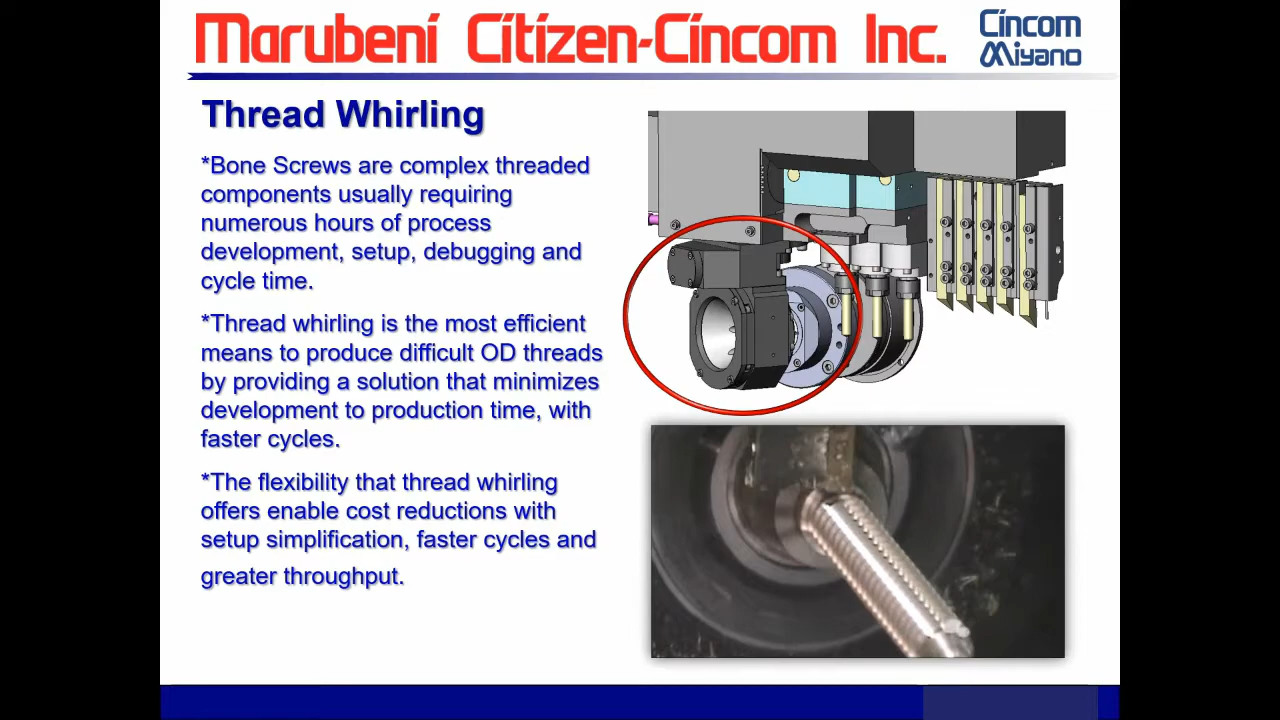 Marubeni Citizen-Cincom Inc.
Cincom
Miyano
Thread Whirling
*Bone Screws are complex threaded
components usually requiring
numerous hours of process
development, setup, debugging and
cycle time.
*Thread whirling is the most efficient
means to produce difficult OD threads
by providing a solution that minimizes
development to production time, with
faster cycles.
*The flexibility that thread whirling
offers enable cost reductions with
setup simplification, faster cycles and
greater throughput.